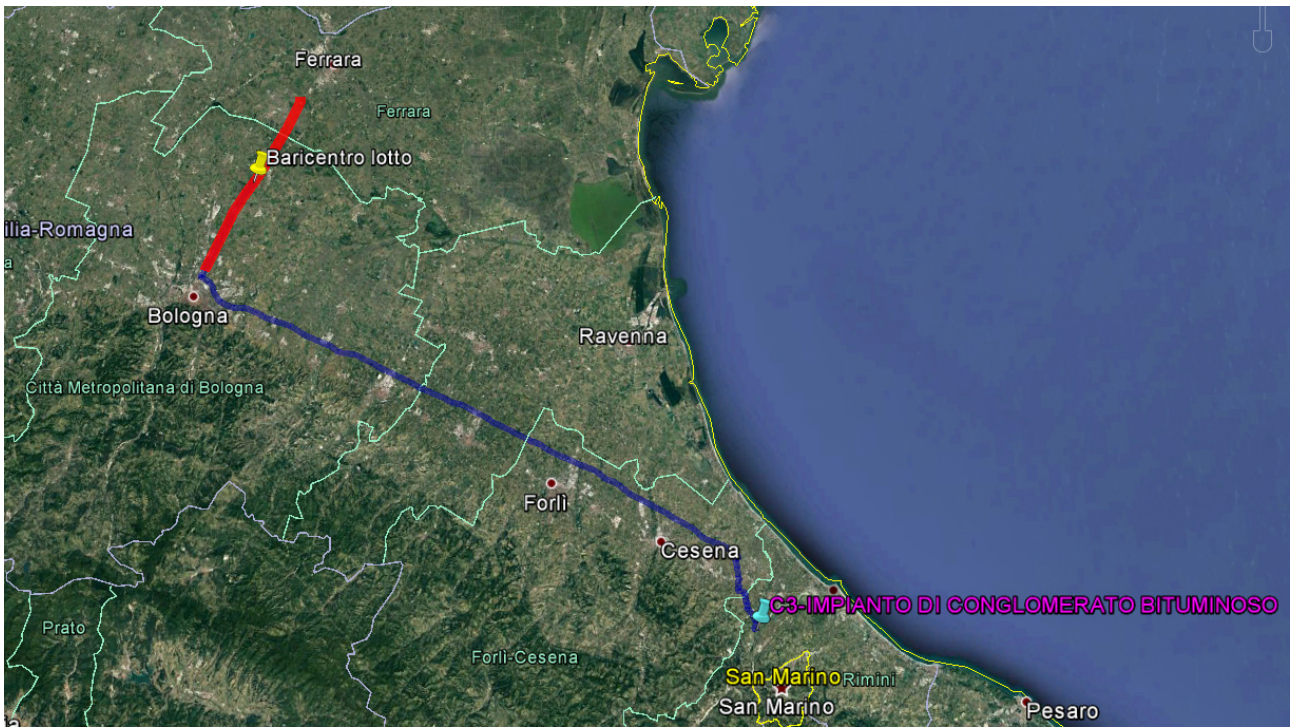 Ferrara
Ferrara
Baricentro lotto
ilia-Romagna
a
Bologna
Ravenna
Città Metropolitana di Bologna
Forlì
Cesena
C3-IMPIANTO DI CONGLOMERATO BITUMINOSO
Prato
Forlì-Cesena
San Marino
Rimini
San Marino
Pesaro
ia